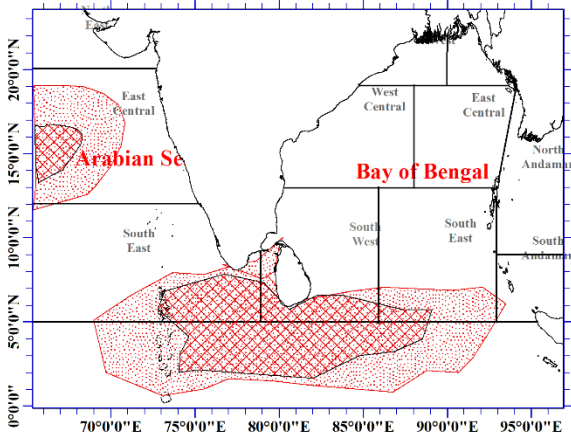 East
20°0'0"N
East
Central
West
Central
East
Central
15°0'0"N
Arabian Se
Bay of Bengal
North
Andaman
10°0'0"N
South
East
South
West
South
East
South
Andaman
5°0'0"N
0°0'0"
70°0'0"E
75°0'0"E
80°0'0"E
85°0'0"E
90°0'0"E
95°0'0"E